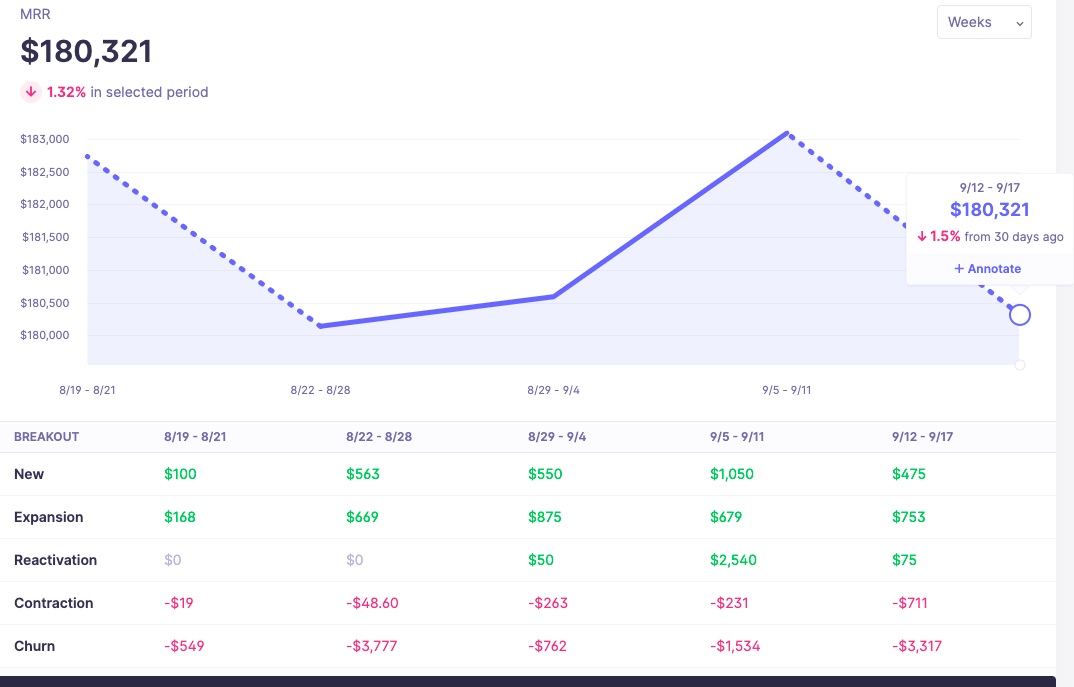 MRR
Weeks
$180,321
↓ 1.32% in selected period
$183,000
$182,500
$182,000
$181,500
$181,000
$180,500
$180,000
9/12 - 9/17
$180,321
↓ 1.5% from 30 days ago
+ Annotate
8/19 - 8/21 8/22 - 8/28 8/29 - 9/4 9/5 - 9/11
BREAKOUT 8/19 - 8/21 8/22 - 8/28 8/29 - 9/4 9/5 - 9/11 9/12 - 9/17
New $100 $563 $550 $1,050 $475
Expansion $168 $669 $875 $679 $753
Reactivation $0 $0 $50 $2,540 $75
Contraction -$19 -$48.60 -$263 -$231 -$711
Churn -$549 -$3,777 -$762 -$1,534 -$3,317